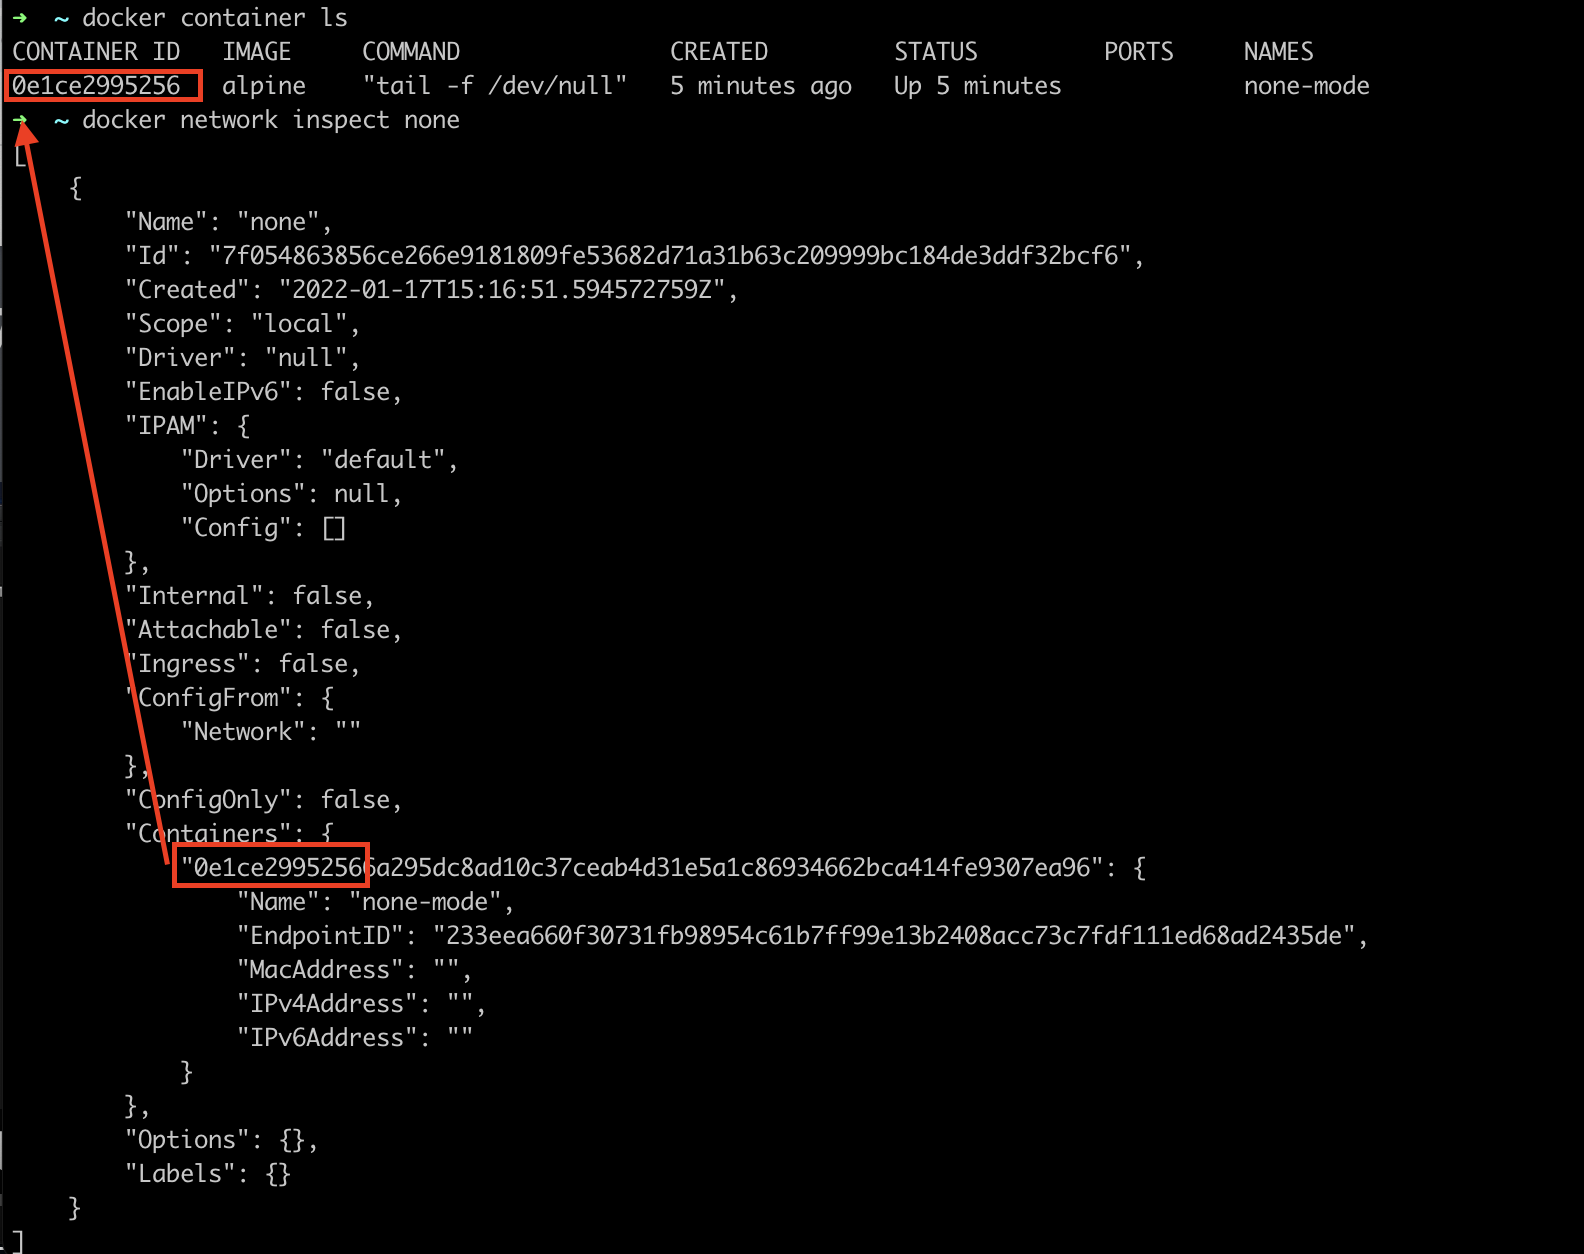 ➜  ~ docker container ls
CONTAINER ID   IMAGE     COMMAND               CREATED         STATUS         PORTS     NAMES
0e1ce2995256   alpine    "tail -f /dev/null"   5 minutes ago   Up 5 minutes             none-mode
➜  ~ docker network inspect none
[
    {
        "Name": "none",
        "Id": "7f054863856ce266e9181809fe53682d71a31b63c209999bc184de3ddf32bcf6",
        "Created": "2022-01-17T15:16:51.594572759Z",
        "Scope": "local",
        "Driver": "null",
        "EnableIPv6": false,
        "IPAM": {
            "Driver": "default",
            "Options": null,
            "Config": []
        },
        "Internal": false,
        "Attachable": false,
        "Ingress": false,
        "ConfigFrom": {
            "Network": ""
        },
        "ConfigOnly": false,
        "Containers": {
            "0e1ce29952566a295dc8ad10c37ceab4d31e5a1c86934662bca414fe9307ea96": {
                "Name": "none-mode",
                "EndpointID": "233eea660f30731fb98954c61b7ff99e13b2408acc73c7fdf111ed68ad2435de",
                "MacAddress": "",
                "IPv4Address": "",
                "IPv6Address": ""
            }
        },
        "Options": {},
        "Labels": {}
    }
]